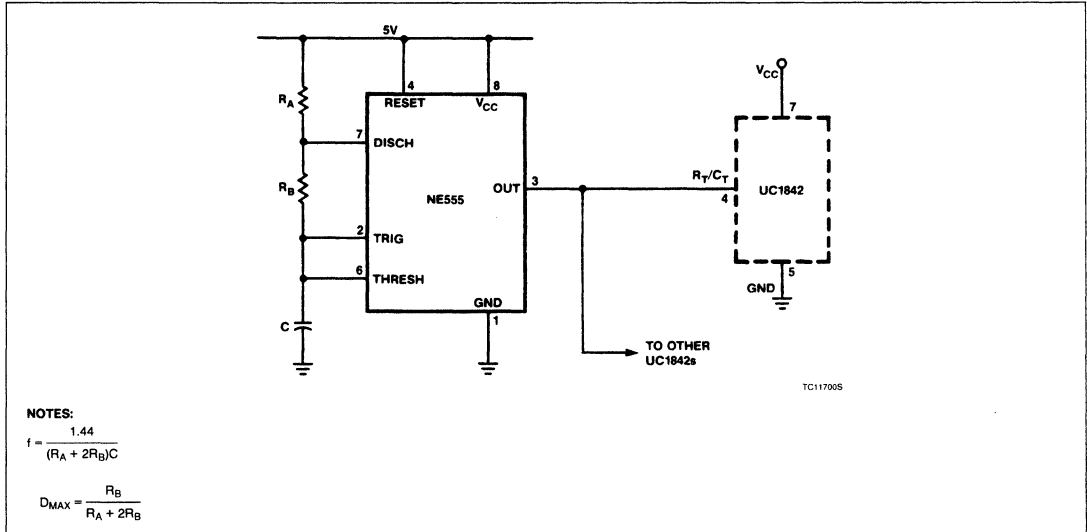 5V
4
RESET
8
VCC
RA
7
DISCH
RB
NE555
OUT
3
2
TRIG
6
THRESH
GND
1
C
VCC
7
RT/CT
4
UC1842
5
GND
TO OTHER
UC1842s
TC11700S
NOTES:
f = 1.44 / (RA + 2RB)C
DMAX = RB / RA + 2RB